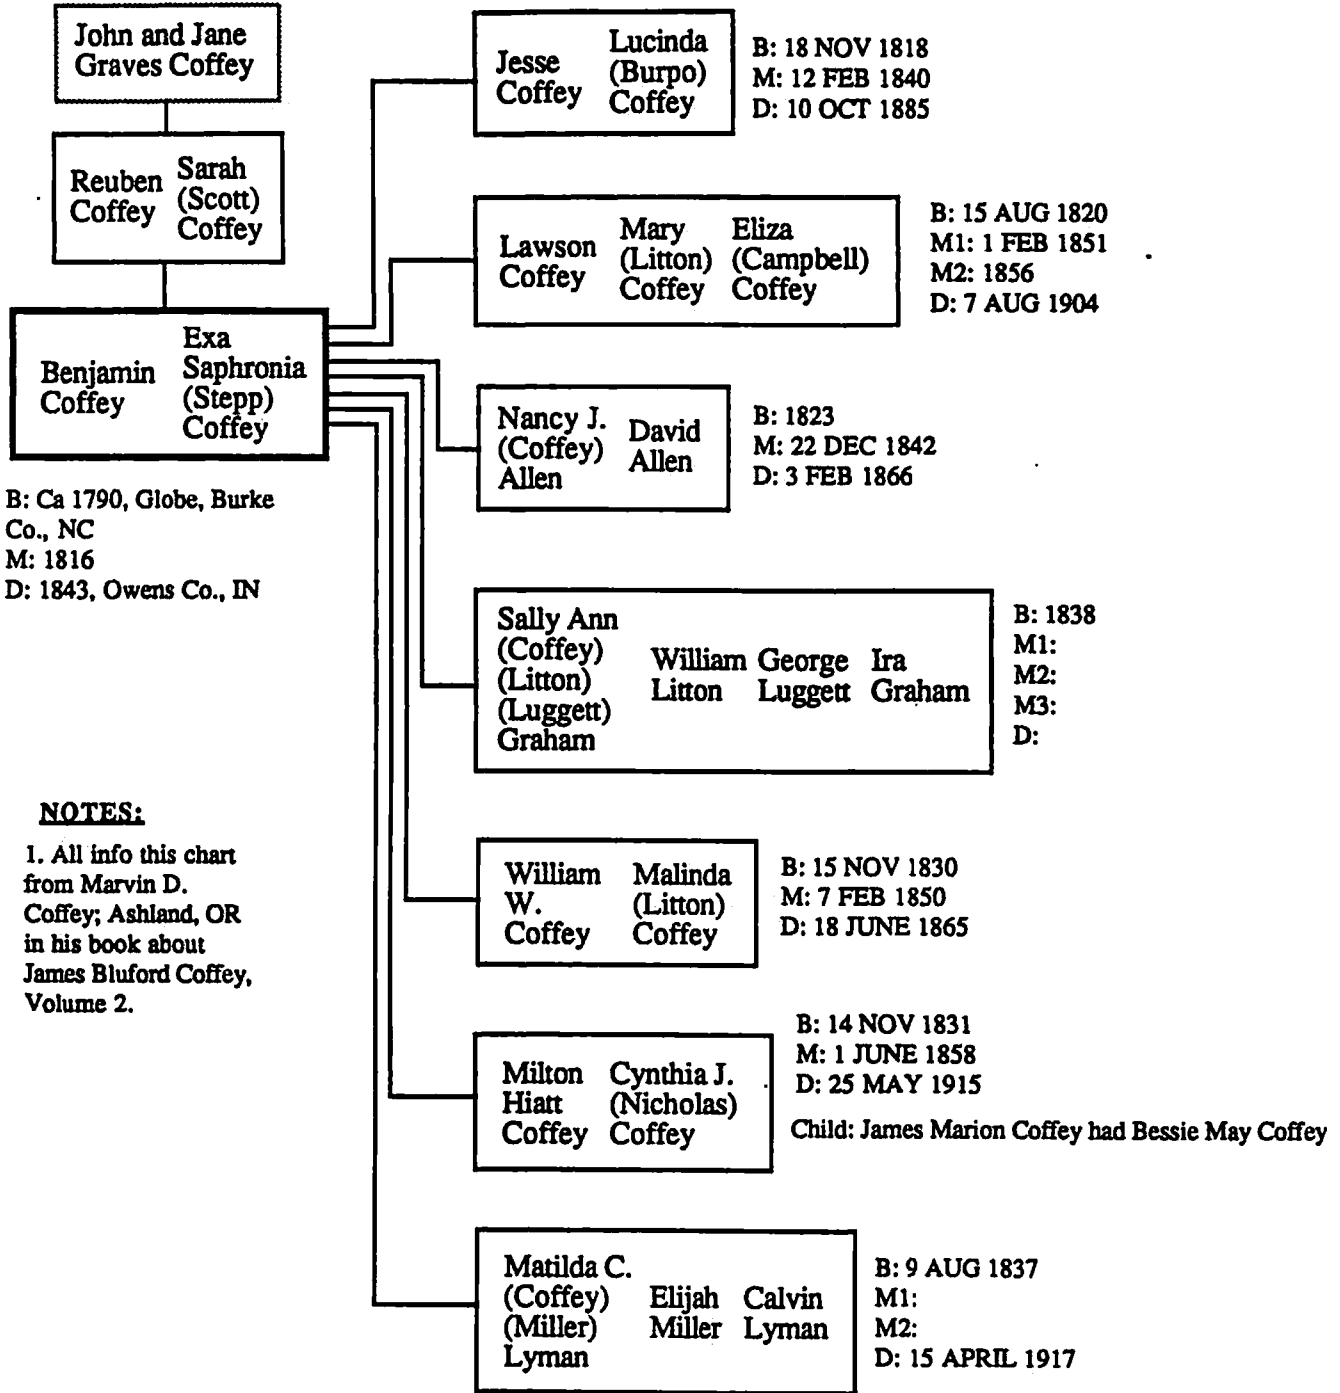 John and Jane
Graves Coffey
Reuben
Coffey
Sarah
(Scott)
Coffey
Benjamin
Coffey
Exa
Saphronia
(Stepp)
Coffey
B: Ca 1790, Globe, Burke
Co., NC
M: 1816
D: 1843, Owens Co., IN
NOTES:
1. All info this chart
from Marvin D.
Coffey; Ashland, OR
in his book about
James Bluford Coffey,
Volume 2.
Jesse
Coffey
Lucinda
(Burpo)
Coffey
B: 18 NOV 1818
M: 12 FEB 1840
D: 10 OCT 1885
Lawson
Coffey
Mary
(Litton)
Coffey
Eliza
(Campbell)
Coffey
B: 15 AUG 1820
M1: 1 FEB 1851
M2: 1856
D: 7 AUG 1904
Nancy J.
(Coffey)
Allen
David
Allen
B: 1823
M: 22 DEC 1842
D: 3 FEB 1866
Sally Ann
(Coffey)
(Litton)
(Luggett)
Graham
William
Litton
George
Luggett
Ira
Graham
B: 1838
M1:
M2:
M3:
D:
William
W.
Coffey
Malinda
(Litton)
Coffey
B: 15 NOV 1830
M: 7 FEB 1850
D: 18 JUNE 1865
Milton
Hiatt
Coffey
Cynthia J.
(Nicholas)
Coffey
B: 14 NOV 1831
M: 1 JUNE 1858
D: 25 MAY 1915
Child: James Marion Coffey had Bessie May Coffey
Matilda C.
(Coffey)
(Miller)
Lyman
Elijah
Miller
Calvin
Lyman
B: 9 AUG 1837
M1:
M2:
D: 15 APRIL 1917